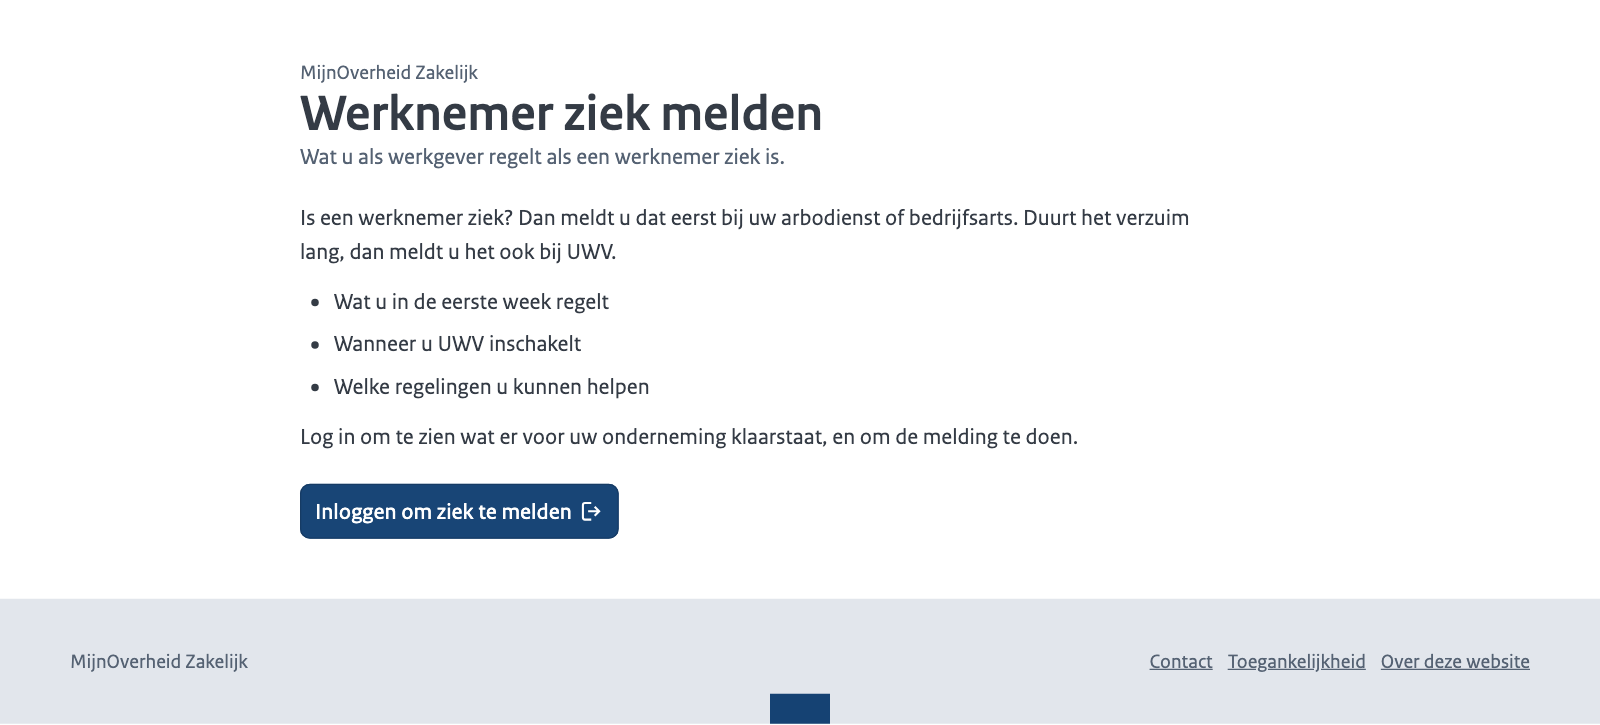 MijnOverheid Zakelijk
Werknemer ziek melden
Wat u als werkgever regelt als een werknemer ziek is.
Is een werknemer ziek? Dan meldt u dat eerst bij uw arbodienst of bedrijfsarts. Duurt het verzuim
lang, dan meldt u het ook bij UWV.
• Wat u in de eerste week regelt
• Wanneer u UWV inschakelt
• Welke regelingen u kunnen helpen
Log in om te zien wat er voor uw onderneming klaarstaat, en om de melding te doen.
Inloggen om ziek te melden
MijnOverheid Zakelijk
Contact Toegankelijkheid Over deze website